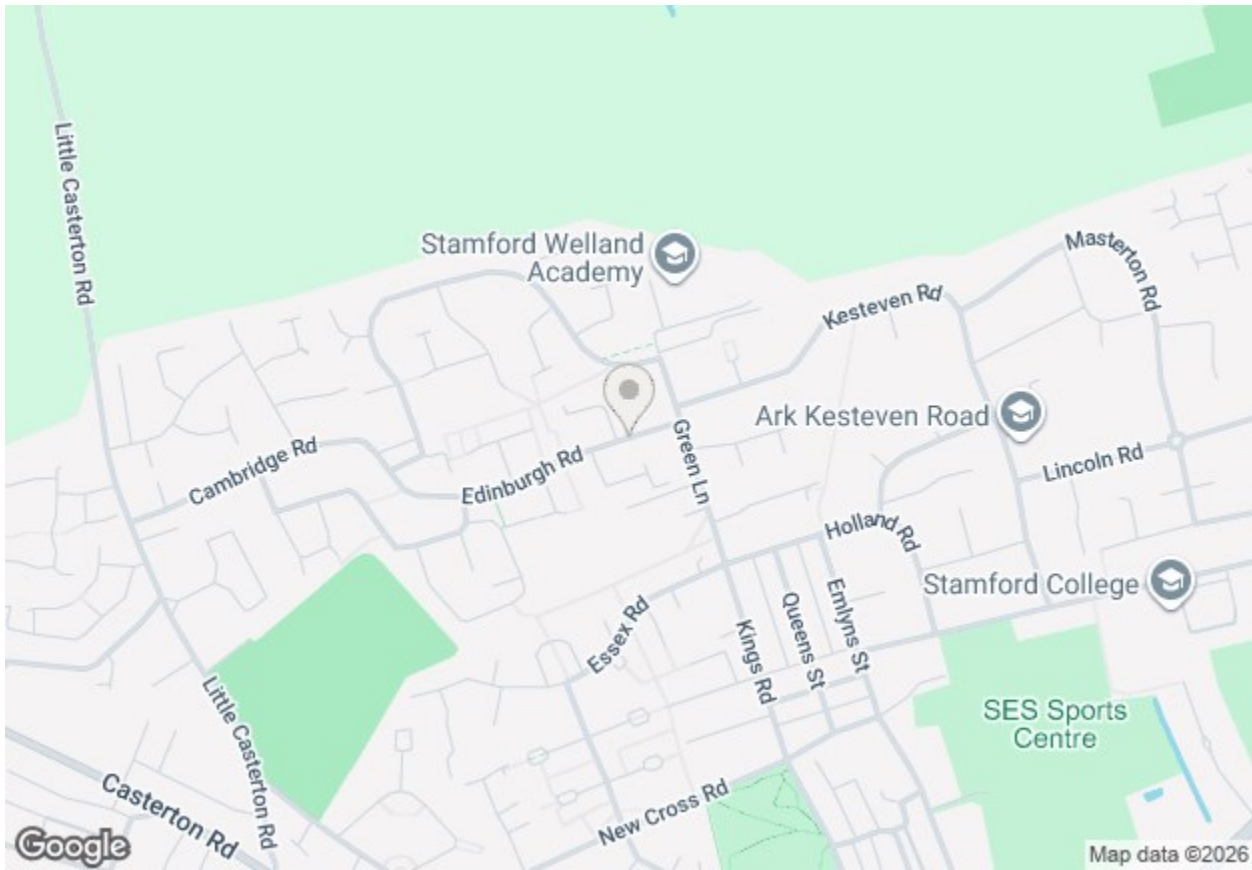 Little Casterton Rd
Stamford Welland
Academy
Masterton Rd
Kesteven Rd
Ark Kesteven Road
Green Ln
Cambridge Rd
Edinburgh Rd
Lincoln Rd
Holland Rd
Stamford College
Essex Rd
Queens St
Emlyns St
Kings Rd
Little Casterton Rd
SES Sports
Centre
Casterton Rd
New Cross Rd
Google
Map data ©2026